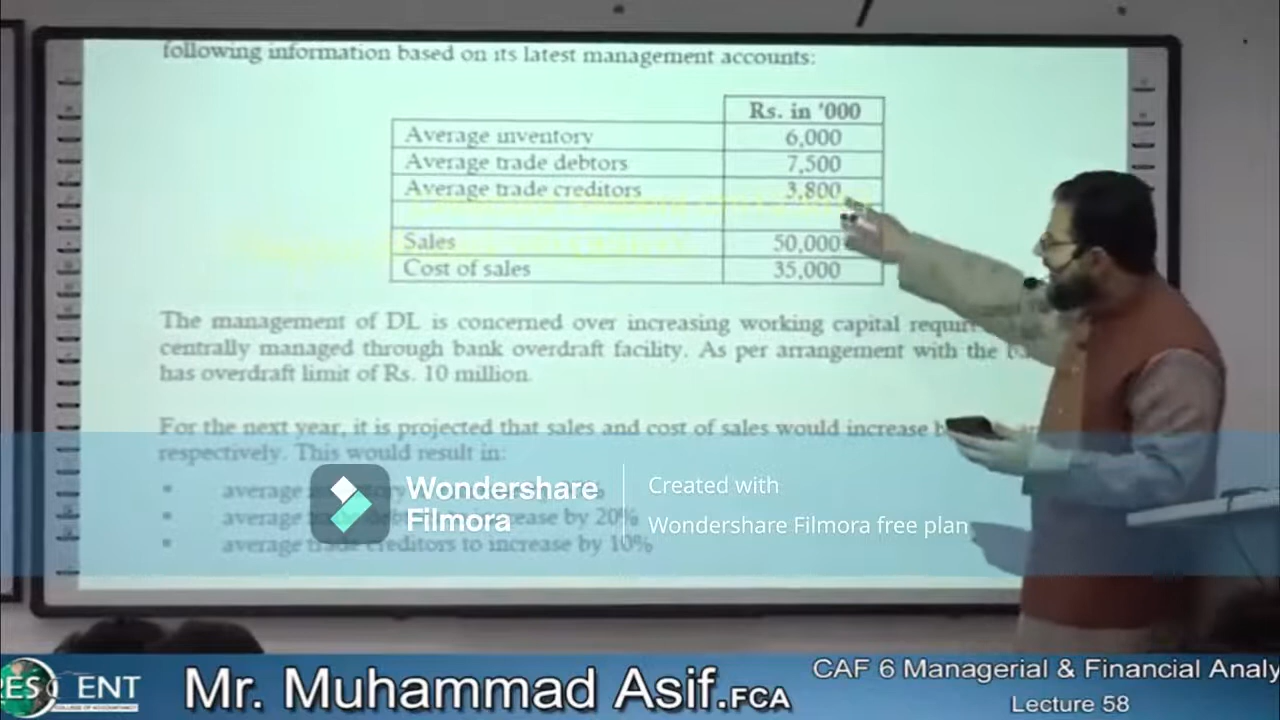 following information based on its latest management accounts:
Rs. in '000
Average inventory 6,000
Average trade debtors 7,500
Average trade creditors 3,800
Sales 50,000
Cost of sales 35,000
The management of DL is concerned over increasing working capital
centrally managed through bank overdraft facility. As per arrangement with the
has overdraft limit of Rs. 10 million.
For the next year, it is projected that sales and cost of sales would increase
respectively. This would result in:
average
average increase by 20%
average trade creditors to increase by 10%
Wondershare
Filmora
Created with
Wondershare Filmora free plan
ENT
Mr. Muhammad Asif.FCA
CAF 6 Managerial & Financial Analy
Lecture 58